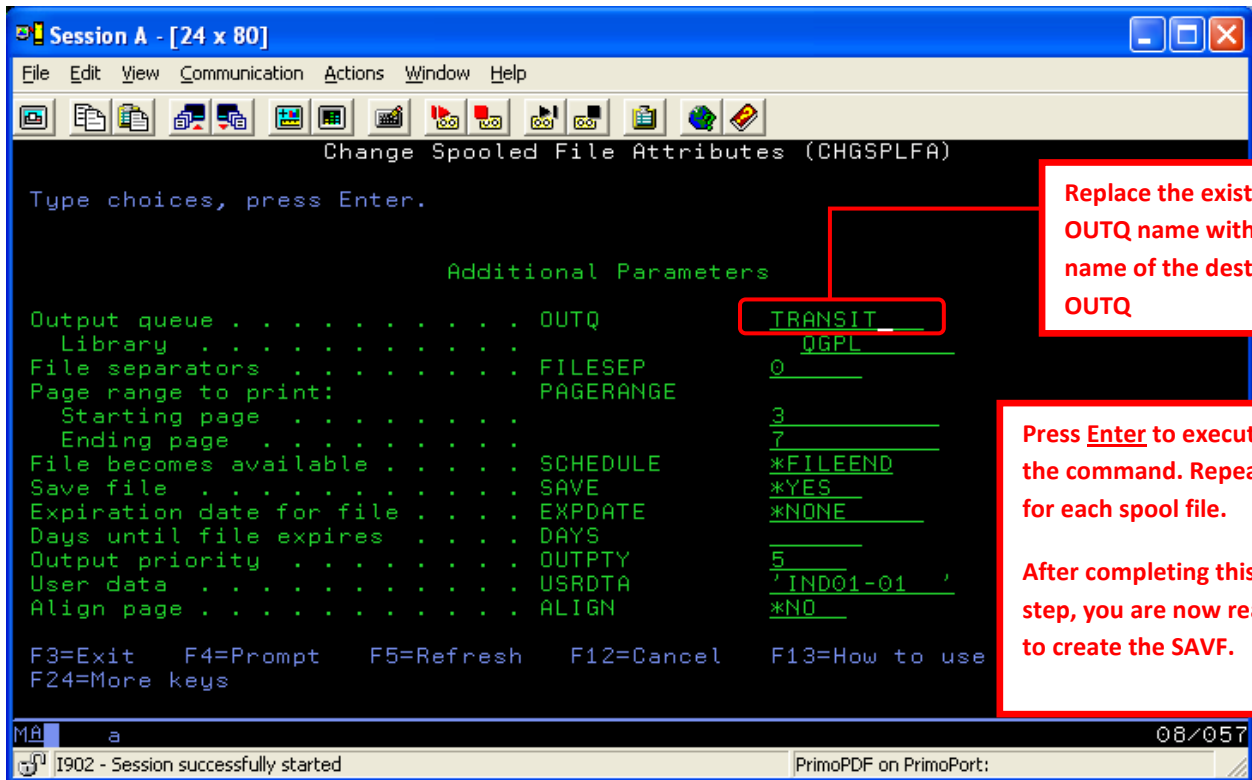 Session A - [24 x 80]
File Edit View Communication Actions Window Help
Change Spooled File Attributes (CHGSPLFA)
Type choices, press Enter.
Additional Parameters
Output queue . . . . . . . . . . . OUTQ TRANSIT_
Library . . . . . . . . . . . QGPL
File separators . . . . . . . . FILESEP 0
Page range to print: PAGERANGE
Starting page . . . . . . . . 3
Ending page . . . . . . . . . 7
File becomes available . . . . . SCHEDULE *FILEEND
Save file . . . . . . . . . . . SAVE *YES
Expiration date for file . . . . EXPDATE *NONE
Days until file expires . . . . DAYS
Output priority . . . . . . . . OUTPTY 5
User data . . . . . . . . . . . USRDTA 'IND01-01 '
Align page . . . . . . . . . . . ALIGN *NO
F3=Exit F4=Prompt F5=Refresh F12=Cancel F13=How to use
F24=More keys
MA a 08/057
I902 - Session successfully started PrimoPDF on PrimoPort:
Replace the exist
OUTQ name with
name of the dest
OUTQ
Press Enter to execut
the command. Repea
for each spool file.
After completing this
step, you are now rea
to create the SAVF.